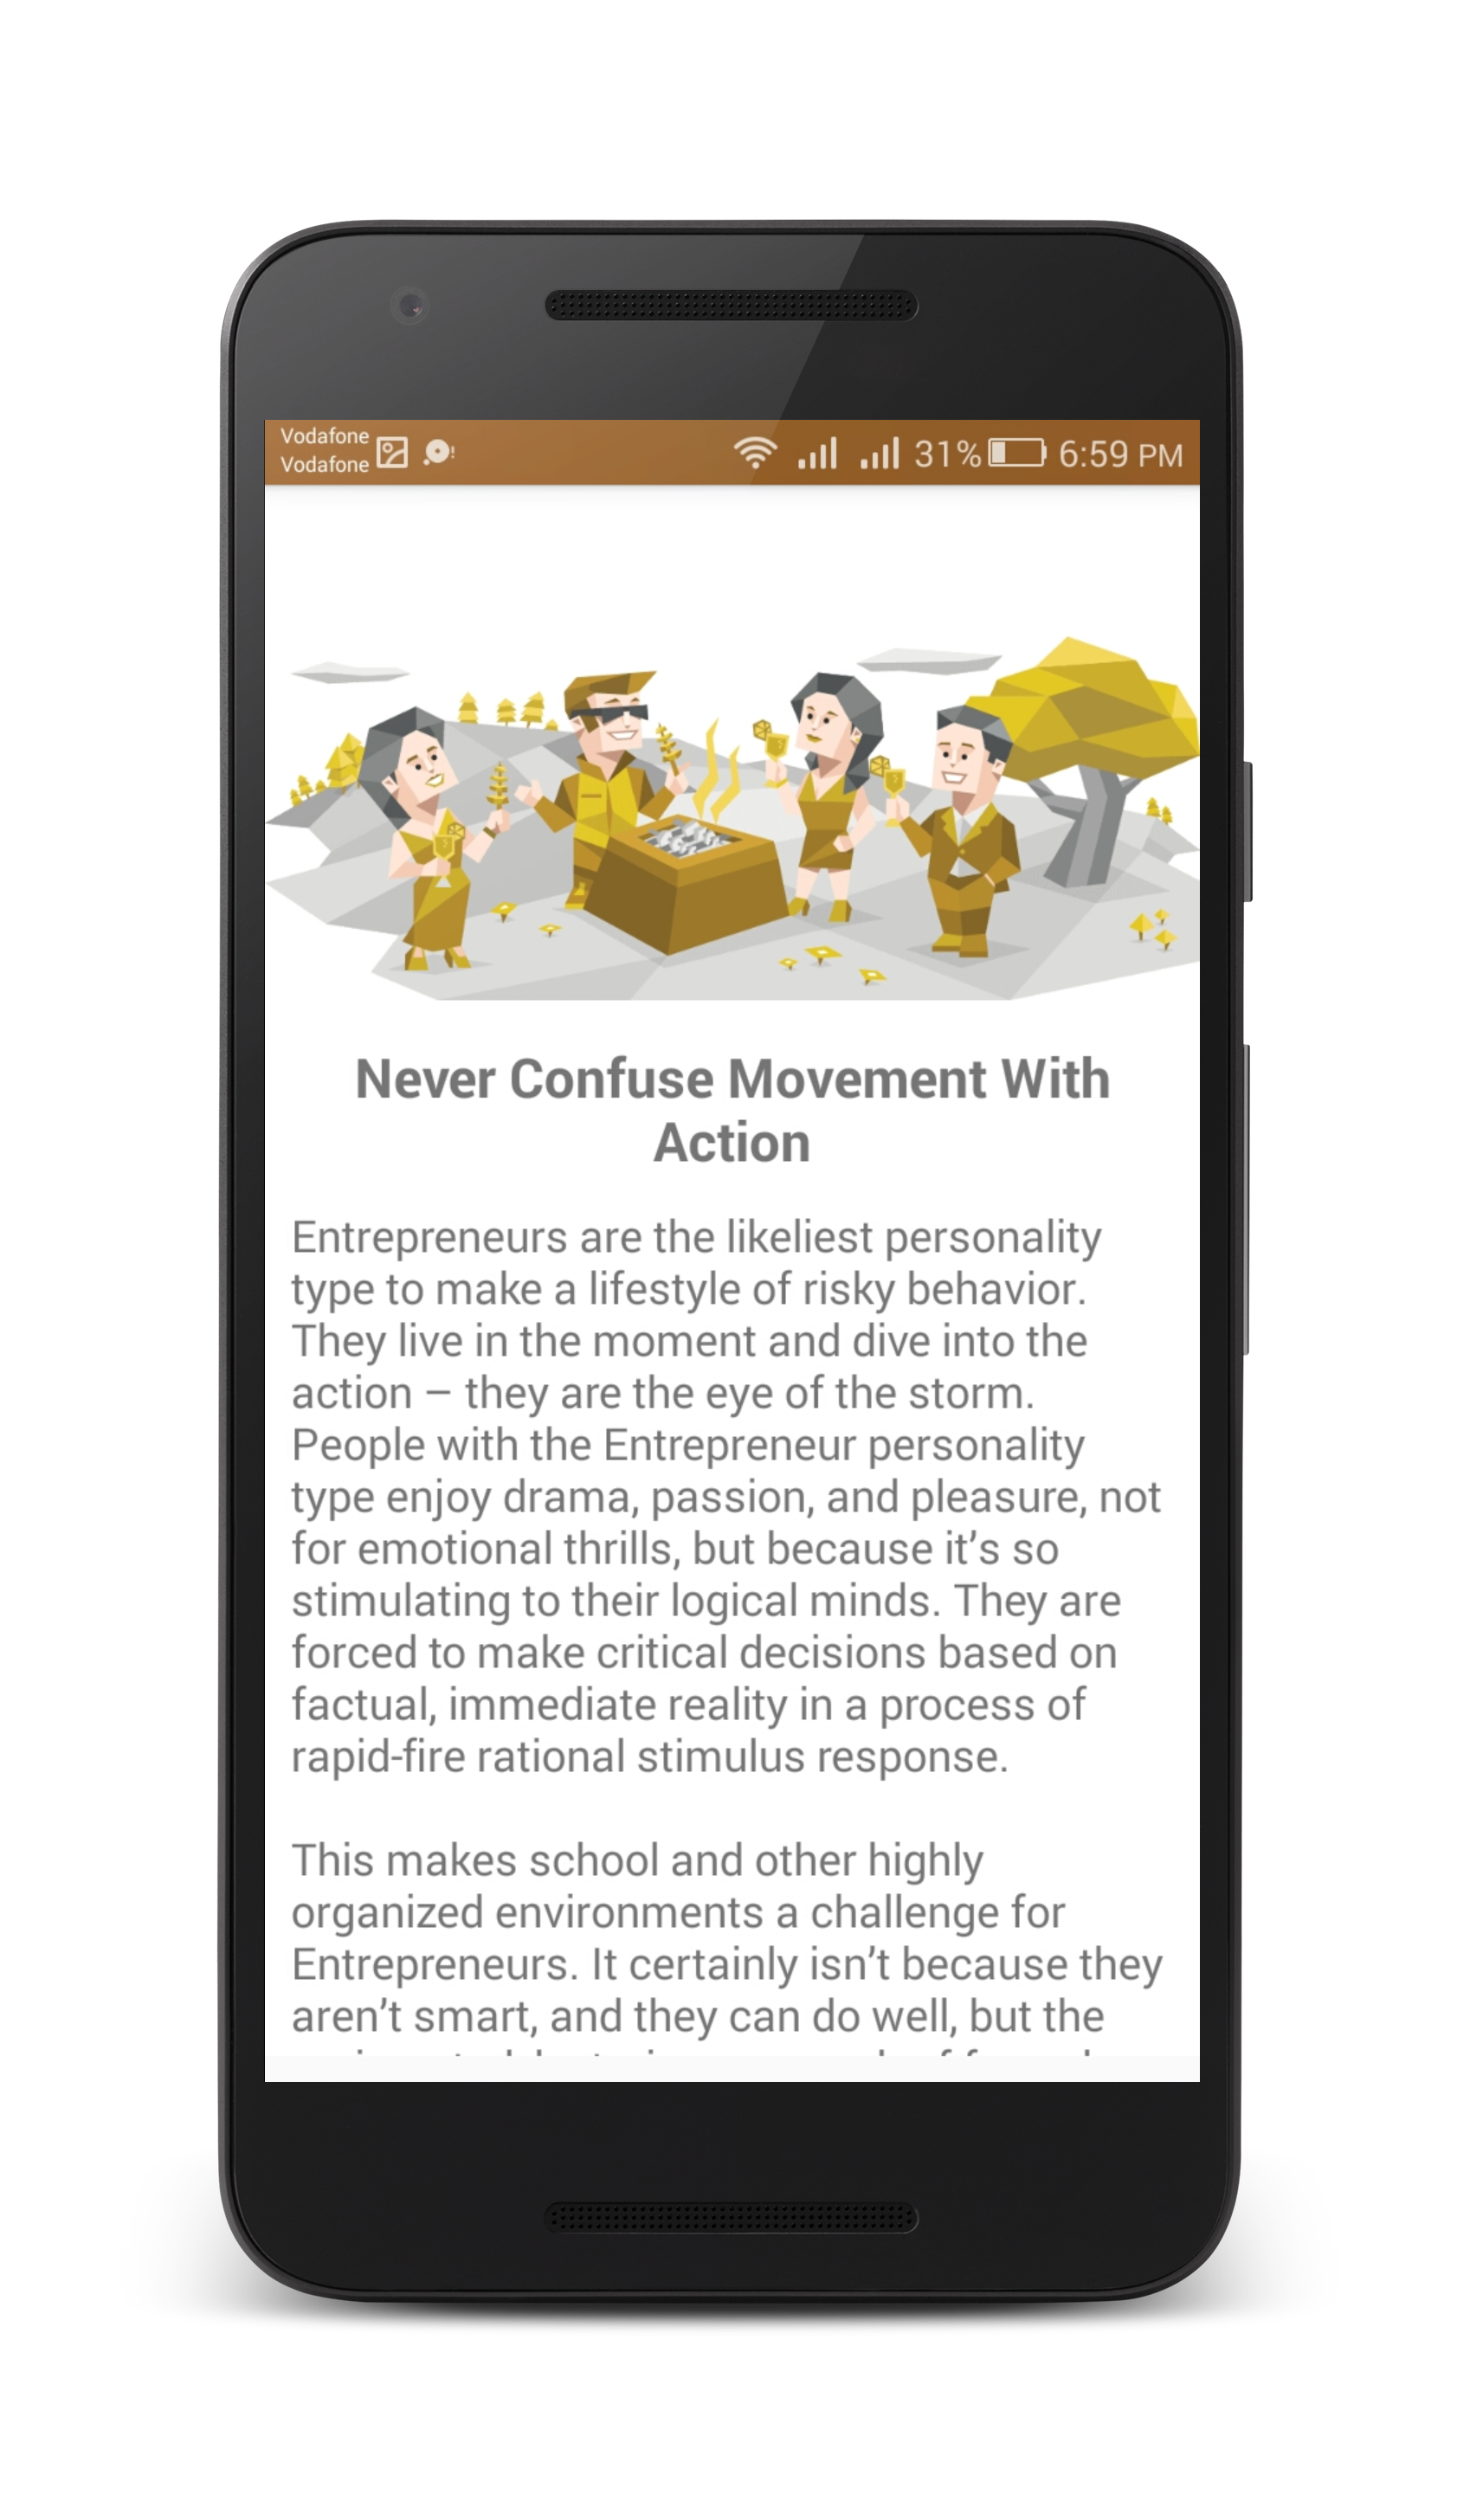 Vodafone
Vodafone
31% 6:59 PM
Never Confuse Movement With
Action
Entrepreneurs are the likeliest personality
type to make a lifestyle of risky behavior.
They live in the moment and dive into the
action – they are the eye of the storm.
People with the Entrepreneur personality
type enjoy drama, passion, and pleasure, not
for emotional thrills, but because it’s so
stimulating to their logical minds. They are
forced to make critical decisions based on
factual, immediate reality in a process of
rapid-fire rational stimulus response.
This makes school and other highly
organized environments a challenge for
Entrepreneurs. It certainly isn’t because they
aren’t smart, and they can do well, but the